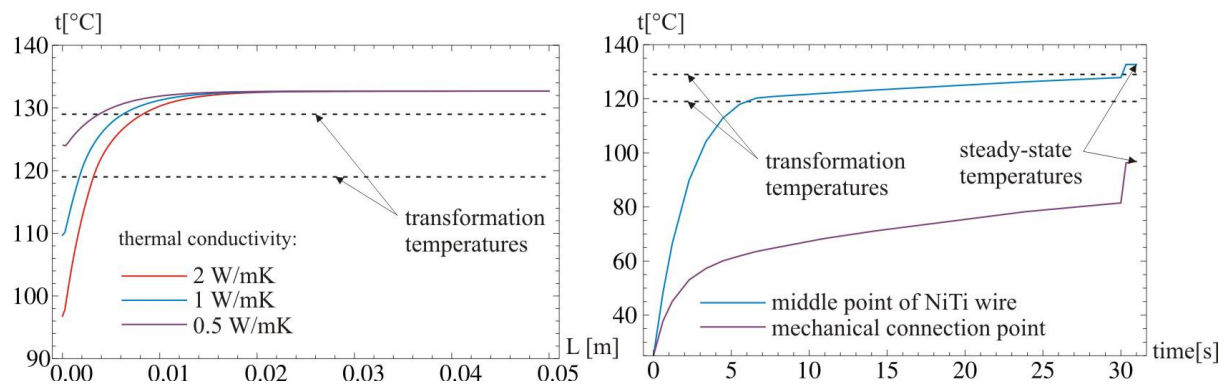 t[°C]
140
130
120
110
100
90
0.00
0.01
0.02
0.03
0.04
0.05
L [m]
transformation
temperatures
thermal conductivity:
2 W/mK
1 W/mK
0.5 W/mK
t[°C]
140
120
100
80
60
40
0
5
10
15
20
25
30
time[s]
transformation
temperatures
steady-state
temperatures
middle point of NiTi wire
mechanical connection point